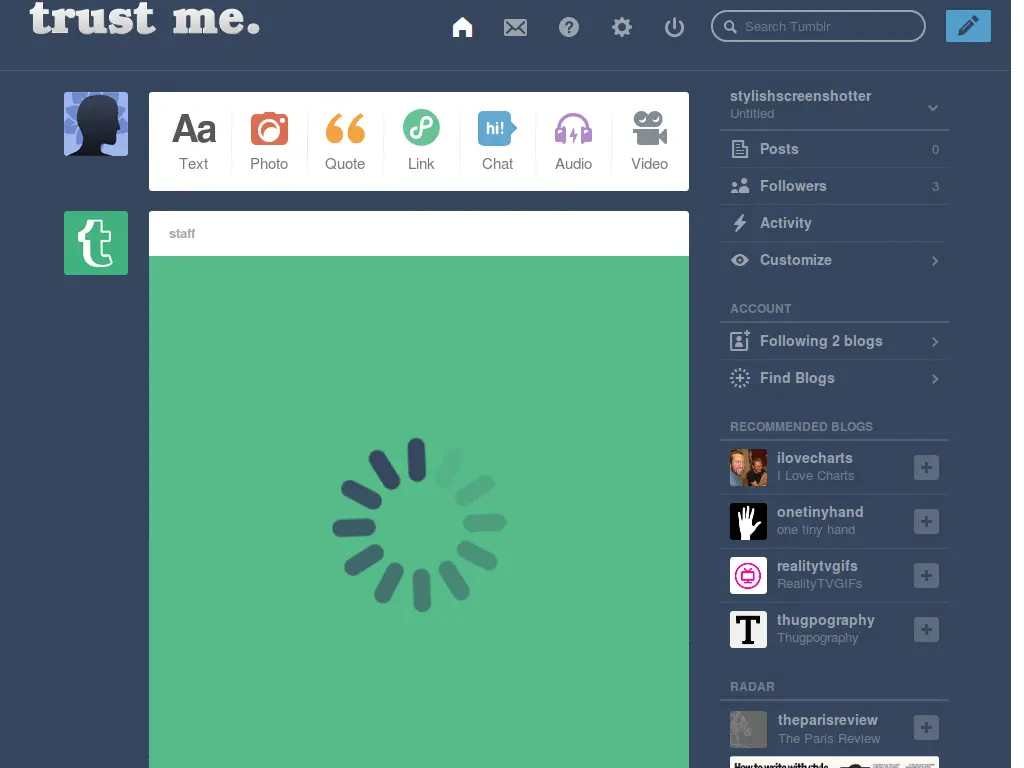 trust me.
Search Tumblr
Aa
hi!
Text
Photo
Quote
Link
Chat
Audio
Video
t
staff
stylishscreenshotter
Untitled
Posts 0
Followers 3
Activity
Customize
ACCOUNT
Following 2 blogs
Find Blogs
RECOMMENDED BLOGS
ilovecharts
I Love Charts
onetinyhand
one tiny hand
realitytvgifs
RealityTVGIFs
T
thugpography
Thugpography
RADAR
theparisreview
The Paris Review
How to write with style